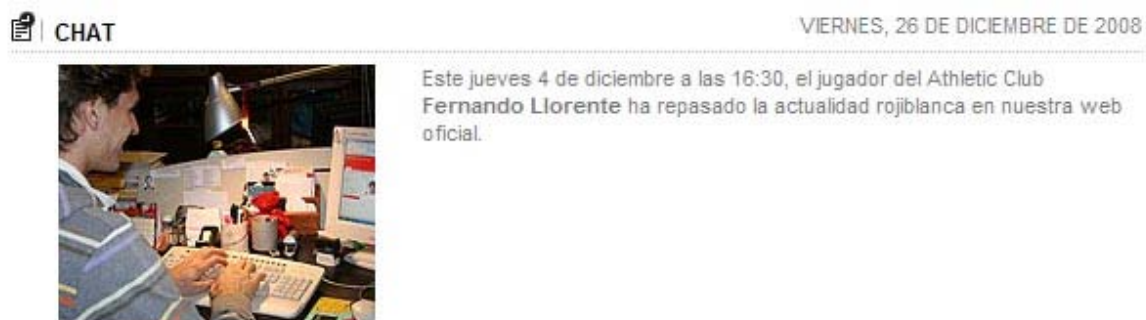 CHAT
VIERNES, 26 DE DICIEMBRE DE 2008
Este jueves 4 de diciembre a las 16:30, el jugador del Athletic Club
Fernando Llorente ha repasado la actualidad rojiblanca en nuestra web
oficial.